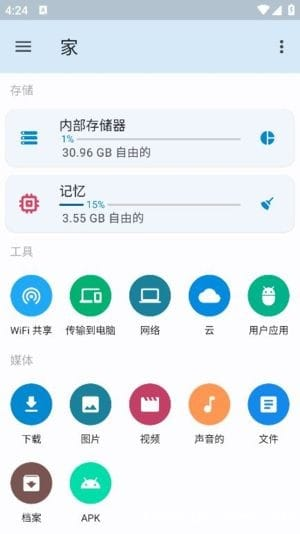 4:24
家
存储
内部存储器
1%
30.96 GB 自由的
记忆
15%
3.55 GB 自由的
工具
WiFi 共享 传输到电脑 网络 云 用户应用
媒体
下载 图片 视频 声音的 文件
档案 APK